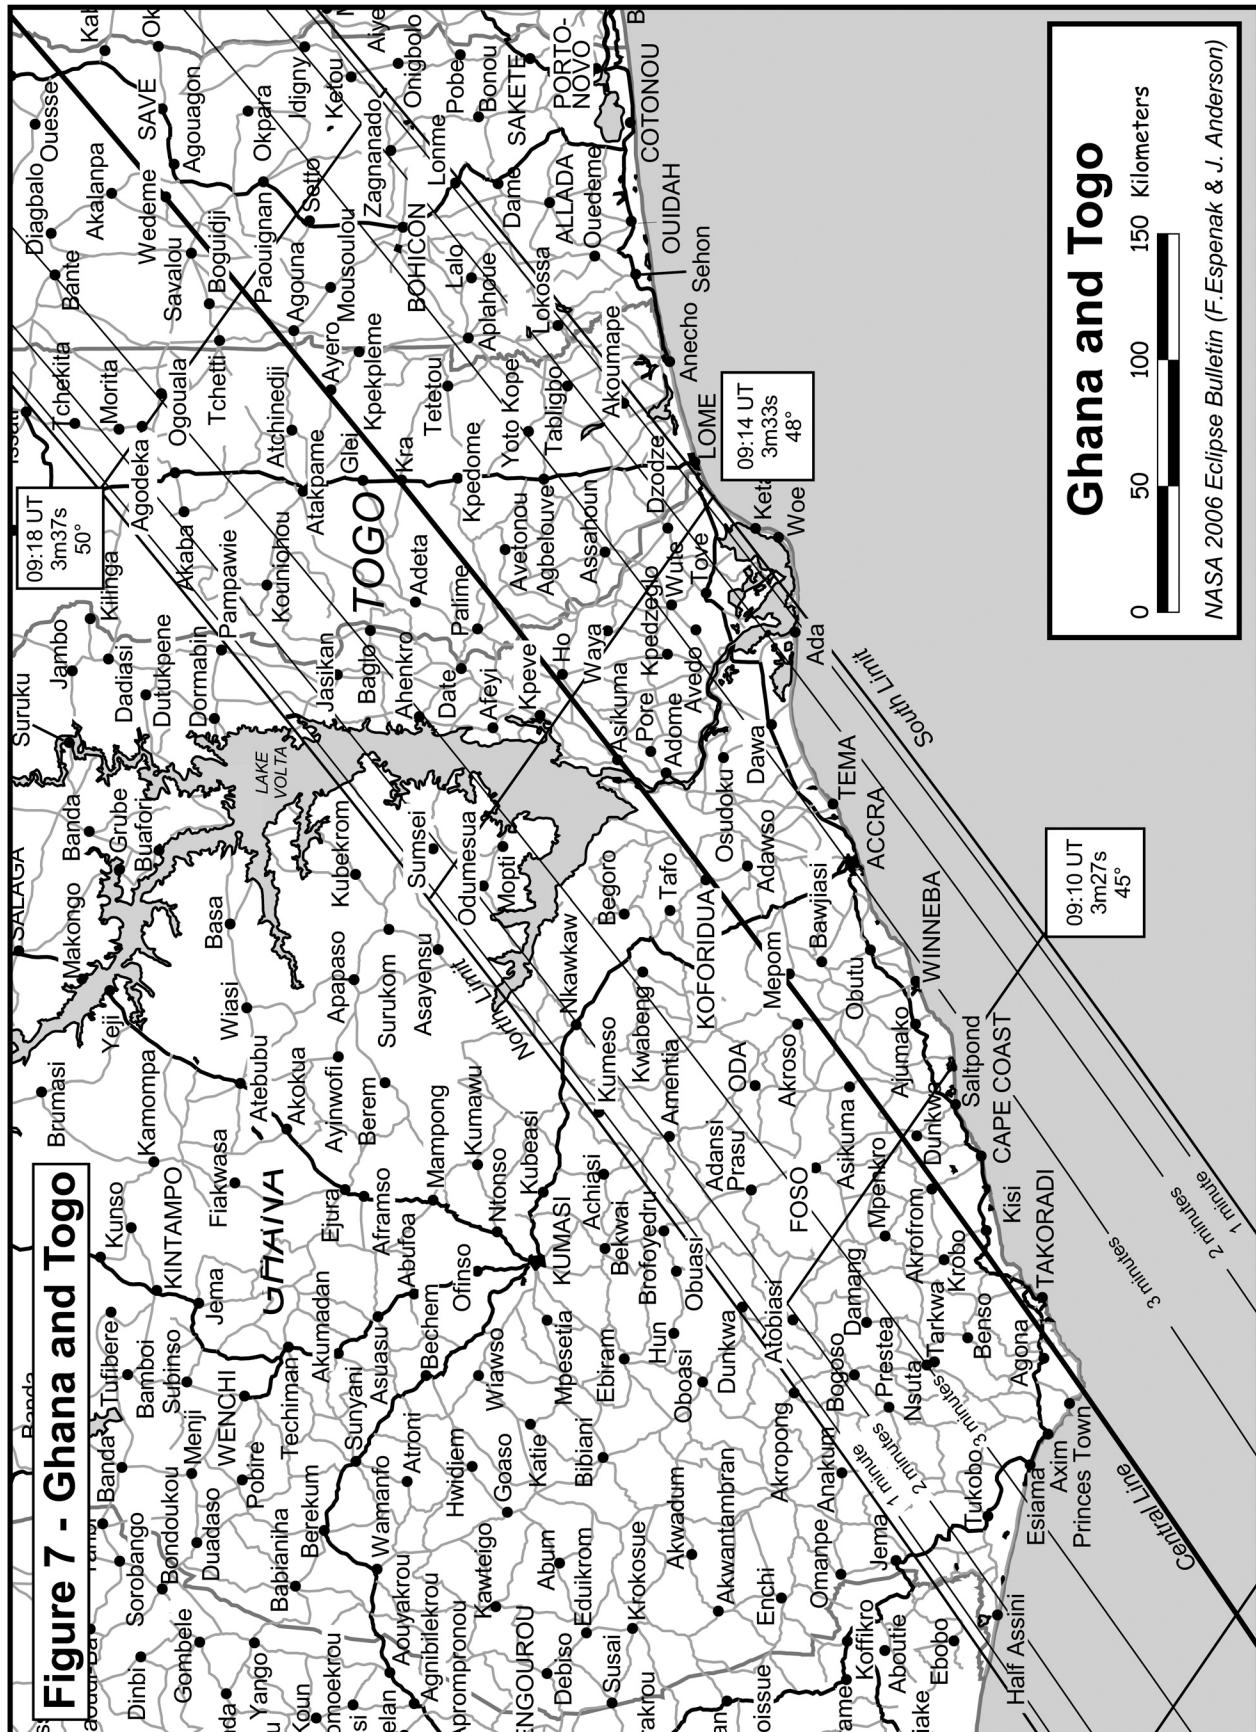 Figure 7 - Ghana and Togo
Ghana and Togo
0 50 100 150 Kilometers
NASA 2006 Eclipse Bulletin (F.Espenak & J. Anderson)
09:18 UT
3m37s
50°
09:14 UT
3m33s
48°
09:10 UT
3m27s
45°
GHANA
TOGO
LAKE
VOLTA
North Limit
South Limit
Central Line
1 minute
2 minutes
3 minutes
1 minute
2 minutes
3 minutes
Sorobango
Bondoukou
Dinbi
Gombele
Yango
Duadaso
Babianiha
Berekum
Wamanfo
Aouyakrou
Agnibilekrou
Kawteigo
Abum
Debiso
Eduikrom
Susai
Krokosue
Akwadum
Akwantambran
Enchi
Omanpe
Jema
Koffikro
Aboutie
Ebobo
Half Assini
Banda
Tufibere
Bamboi
Subinso
Menji
WENCHI
Pobire
Techiman
Sunyani
Atroni
Hwidiem
Goaso
Katie
Bibiani
Akropong
Anakum
Tukobo
Esiama
Axim
Princes Town
Kunso
KINTAMPO
Jema
Fiakwasa
Akumadan
Asuasu
Bechem
Wiawso
Mpesetia
Ebiram
Hun
Oboasi
Dunkwa
Atobiasi
Bogoso
Prestea
Nsuta
Tarkwa
Damang
Benso
Agona
TAKORADI
Ejura
Aframso
Abufoa
Ofinso
KUMASI
Achiasi
Bekwai
Brofoyedru
Obuasi
Akrofrom
Krobo
Kisi
Brumasi
Kamompa
Atebubu
Akokua
Ayinwofi
Berem
Mampong
Kumawu
Ntonso
Kubeasi
Kumeso
Kwabeng
Amentia
Adansi
Prasu
FOSO
Asikuma
Mpenkro
Dunkwa
CAPE COAST
Saltpond
Ajumako
Akroso
ODA
SALAGA
Makongo
Yeji
Basa
Wiasi
Apapaso
Surukom
Asayensu
Nkawkaw
Begoro
Tafo
KOFORIDUA
Mepom
Obutu
WINNEBA
Bawjiasi
Adawso
Osudoku
ACCRA
TEMA
Dawa
Suruku
Banda
Grube
Buafori
Kubekrom
Sumsei
Odumesua
Mopti
Jambo
Dadiasi
Dutukpene
Dormabin
Kilinga
Pampawie
Jasikan
Baglo
Ahenkro
Date
Afeyi
Kpeve
Ho
Waya
Asikuma
Pore
Adome
Avedo
Kpedzeglo
Wute
Tove
Ada
Woe
Dzodze
LOME
Agodeka
Akaba
Kouniohou
Adeta
Palime
Avetonou
Agbelouve
Assahoun
Tchekita
Morita
Ogouala
Tchetti
Atchinedji
Atakpame
Glei
Kra
Kpedome
Yoto Kope
Tabligbo
Akoumape
Anecho
Sehon
Tetetou
Kpekpleme
Ayero
Diagbalo
Bante
Akalanpa
Wedeme
Savalou
Boguidji
Paouignan
Agouna
Mousoulou
BOHICON
Lalo
Aplahoue
Lokossa
OUIDAH
Ouesse
SAVE
Agouagon
Okpara
Idigny
Ketou
Setto
Zagnanado
Lonme
Dame
ALLADA
Ouedeme
Onigbolo
Pobe
Bonou
SAKETE
PORTO-
NOVO
COTONOU